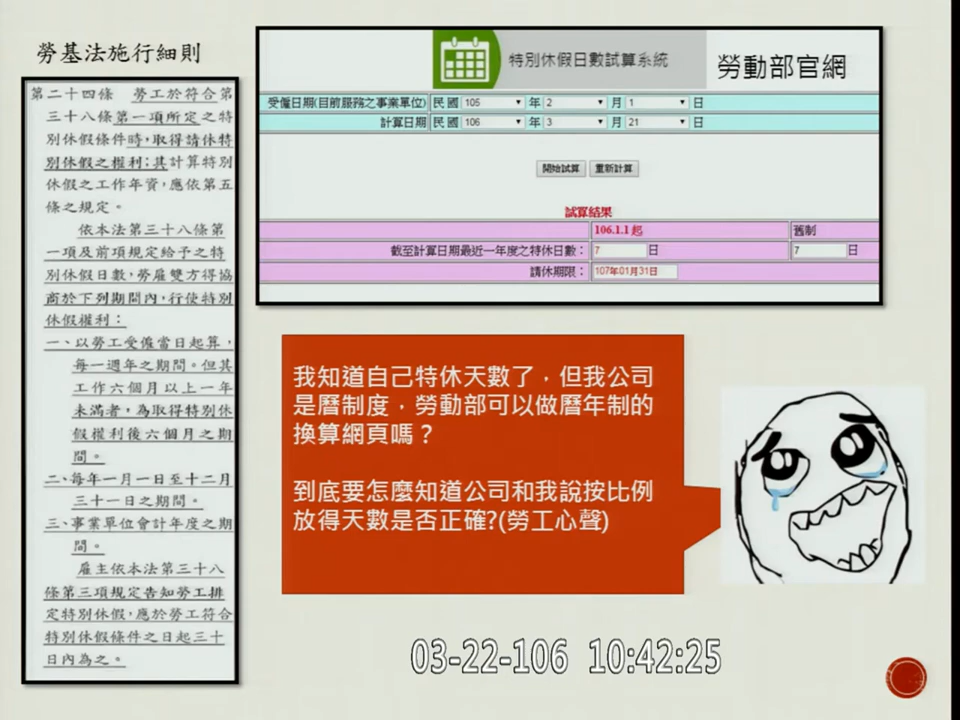 勞基法施行細則
第二十四條　勞工於符合第
三十八條第一項所定之特
別休假條件時，取得請休特
別休假之權利；其計算特別
休假之工作年資，應依第五
條之規定。
依本法第三十八條第
一項及前項規定給予之特
別休假日數，勞雇雙方得協
商於下列期間內，行使特別
休假權利：
一、以勞工受僱當日起算，
每一週年之期間。但其
工作六個月以上一年
未滿者，為取得特別休
假權利後六個月之期
間。
二、每年一月一日至十二月
三十一日之期間。
三、事業單位會計年度之期
間。
雇主依本法第三十八
條第三項規定告知勞工排
定特別休假，應於勞工符合
特別休假條件之日起三十
日內為之。
特別休假日數試算系統
勞動部官網
受僱日期(目前服務之事業單位) 民國 105 年 2 月 1 日
計算日期 民國 106 年 3 月 21 日
開始試算 重新計算
試算結果
106.1.1 起 舊制
截至計算日期最近一年度之特休日數： 7 日 7 日
請休期限： 107年01月31日
我知道自己特休天數了，但我公司
是曆制度，勞動部可以做曆年制的
換算網頁嗎？
到底要怎麼知道公司和我說按比例
放得天數是否正確?(勞工心聲)
03-22-106 10:42:25